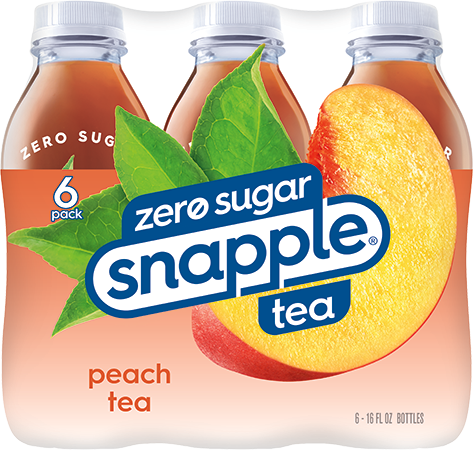 ZERO SUG
R
6
pack
zerø sugar
snapple®
tea
peach
tea
6 - 16 FL OZ BOTTLES